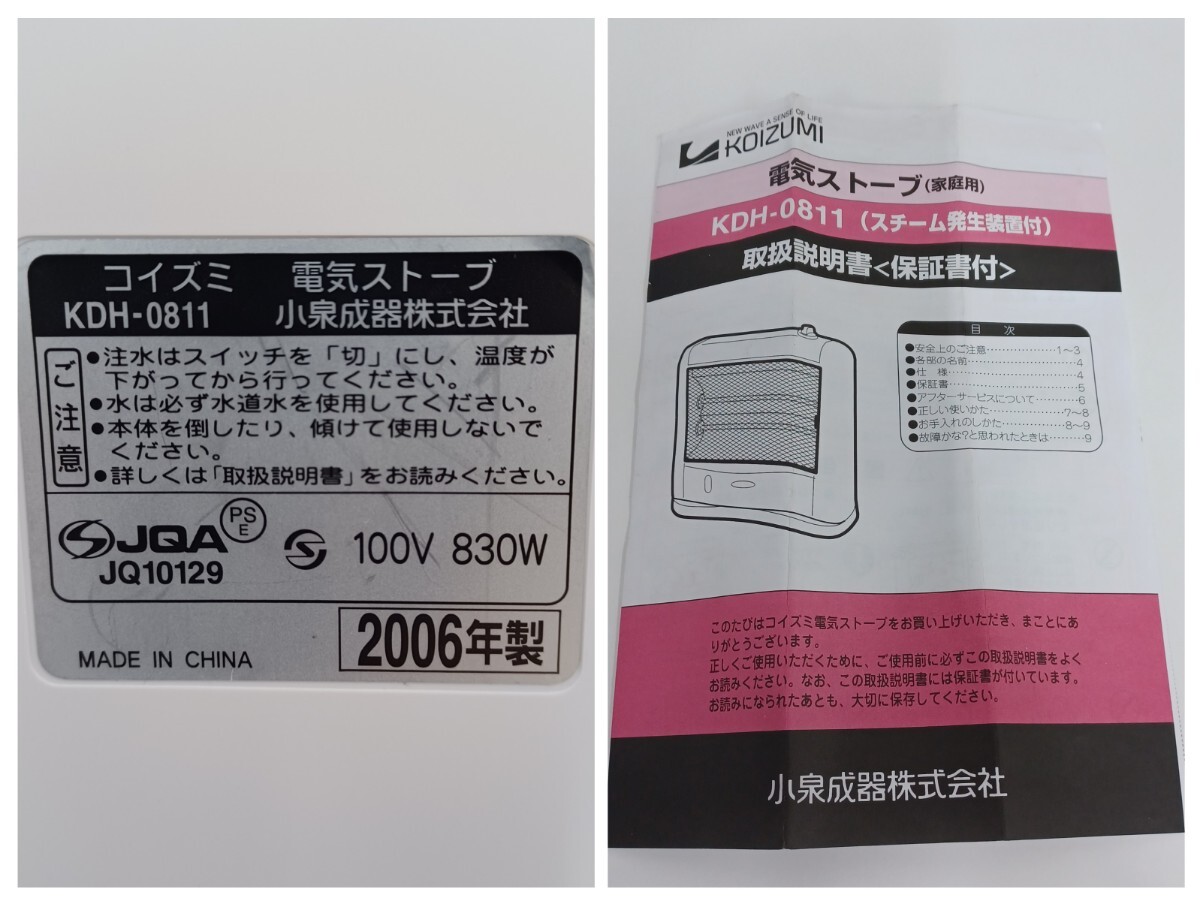 コイズミ 電気ストーブ
KDH-0811 小泉成器株式会社
ご注意
●注水はスイッチを「切」にし、温度が
下がってから行ってください。
●水は必ず水道水を使用してください。
●本体を倒したり、傾けて使用しないで
ください。
●詳しくは「取扱説明書」をお読みください。
JQA PS E 100V 830W
JQ10129
MADE IN CHINA 2006年製
NEW WAVE A SENSE OF LIFE
KOIZUMI
電気ストーブ(家庭用)
KDH-0811 (スチーム発生装置付)
取扱説明書<保証書付>
目 次
●安全上のご注意……………1~3
●各部の名前……………………4
●仕 様…………………………4
●保証書…………………………5
●アフターサービスについて………6
●正しい使いかた………………7~8
●お手入れのしかた……………8~9
●故障かな?と思われたときは………9
このたびはコイズミ電気ストーブをお買い上げいただき、まことにあ
りがとうございます。
正しくご使用いただくために、ご使用前に必ずこの取扱説明書をよく
お読みください。なお、この取扱説明書には保証書が付いています。
お読みになられたあとも、大切に保存してください。
小泉成器株式会社